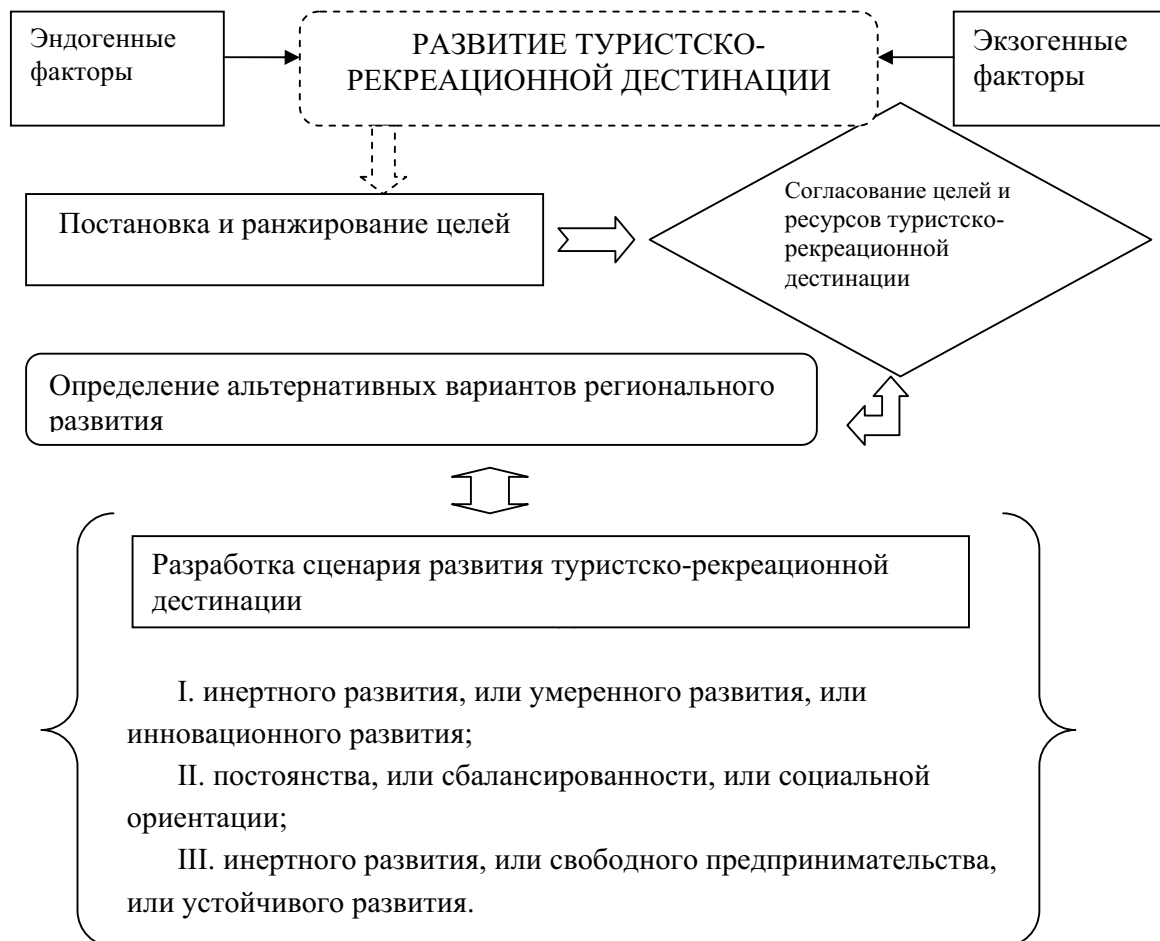 Эндогенные
факторы
РАЗВИТИЕ ТУРИСТСКО-
РЕКРЕАЦИОННОЙ ДЕСТИНАЦИИ
Экзогенные
факторы
Постановка и ранжирование целей
Согласование целей и
ресурсов туристско-
рекреационной
дестинации
Определение альтернативных вариантов регионального
развития
Разработка сценария развития туристско-рекреационной
дестинации
I. инертного развития, или умеренного развития, или
инновационного развития;
II. постоянства, или сбалансированности, или социальной
ориентации;
III. инертного развития, или свободного предпринимательства,
или устойчивого развития.